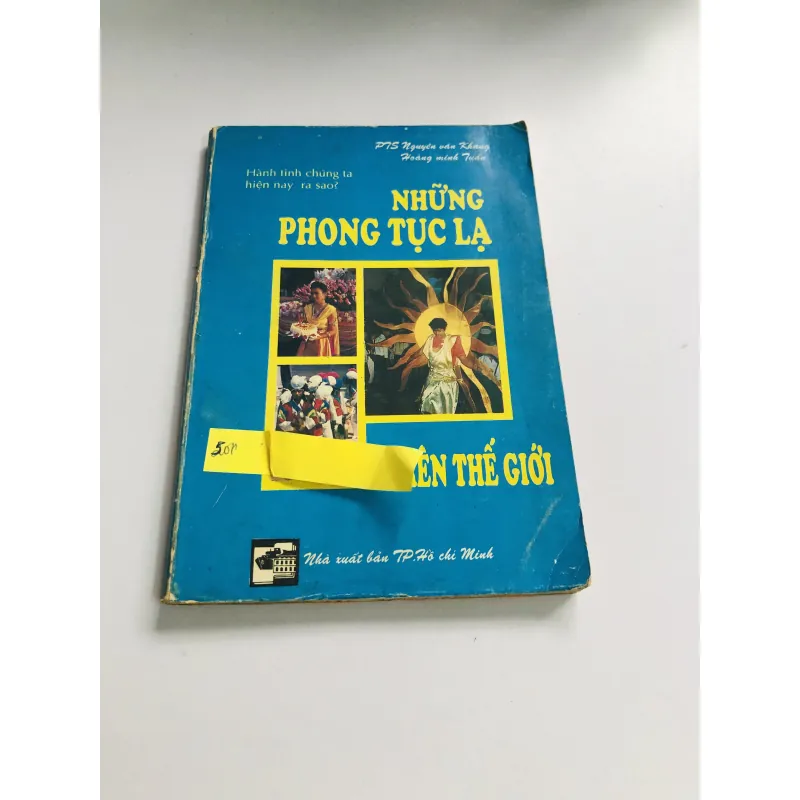 PTS Nguyễn văn Khang
Hoàng minh Tuấn
Hành tinh chúng ta
hiện nay ra sao?
NHỮNG
PHONG TỤC LẠ
ÊN THẾ GIỚI
Nhà xuất bản TP.Hồ chí Minh